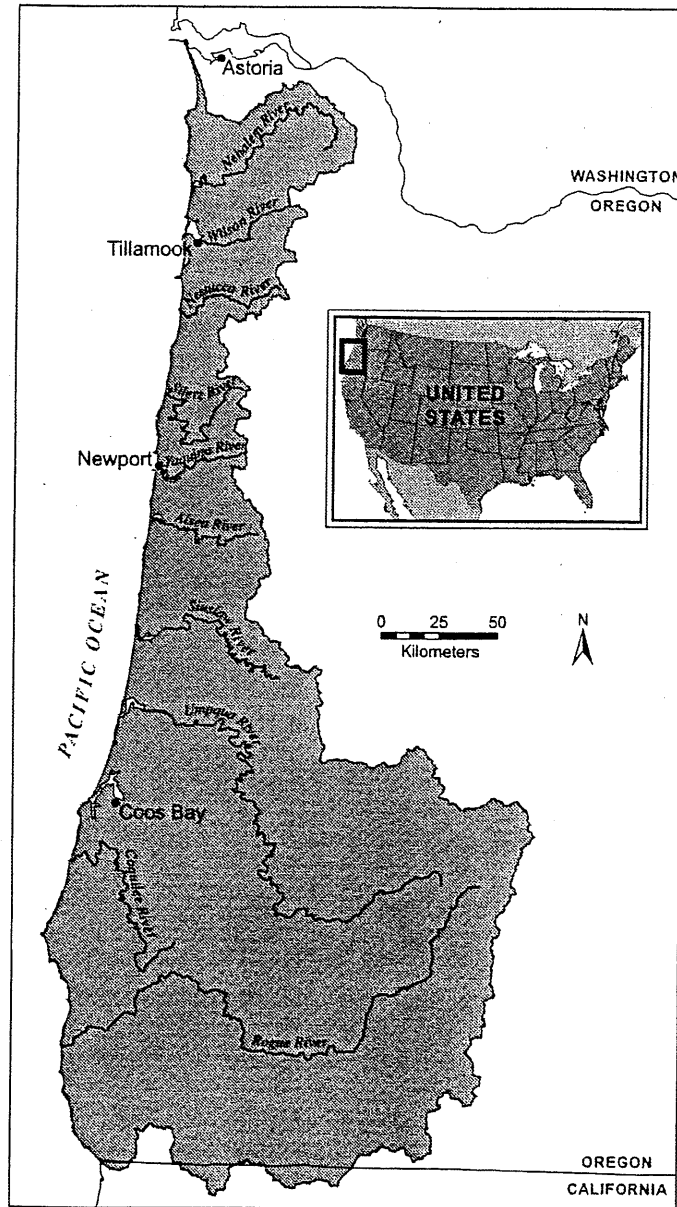 Astoria
Nehalem River
WASHINGTON
OREGON
Wilson River
Tillamook
Nestucca River
UNITED
STATES
Siletz River
Newport
Yaquina River
Alsea River
PACIFIC OCEAN
Siuslaw River
0 25 50
Kilometers
N
Umpqua River
Coos Bay
Coquille River
Rogue River
OREGON
CALIFORNIA